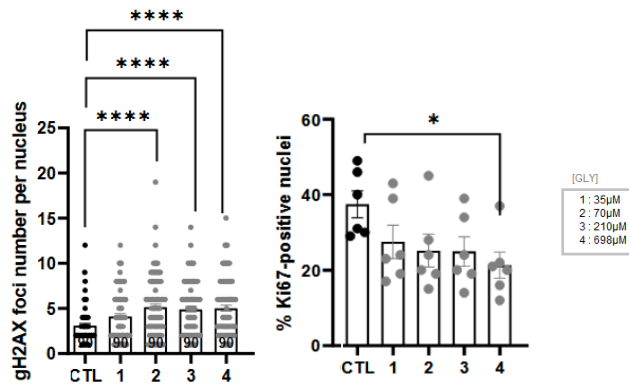 ****
****
****
gH2AX foci number per nucleus
25
20
15
10
5
0
90 90 90 90 90
CTL 1 2 3 4
% Ki67-positive nuclei
60
40
20
0
*
CTL 1 2 3 4
[GLY]
1 : 35µM
2 : 70µM
3 : 210µM
4 : 698µM